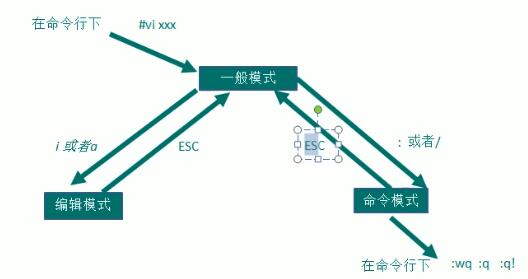 在命令行下 #vi xxx
一般模式
i 或者a
ESC
ESC
: 或者/
编辑模式
命令模式
在命令行下 :wq :q :q!